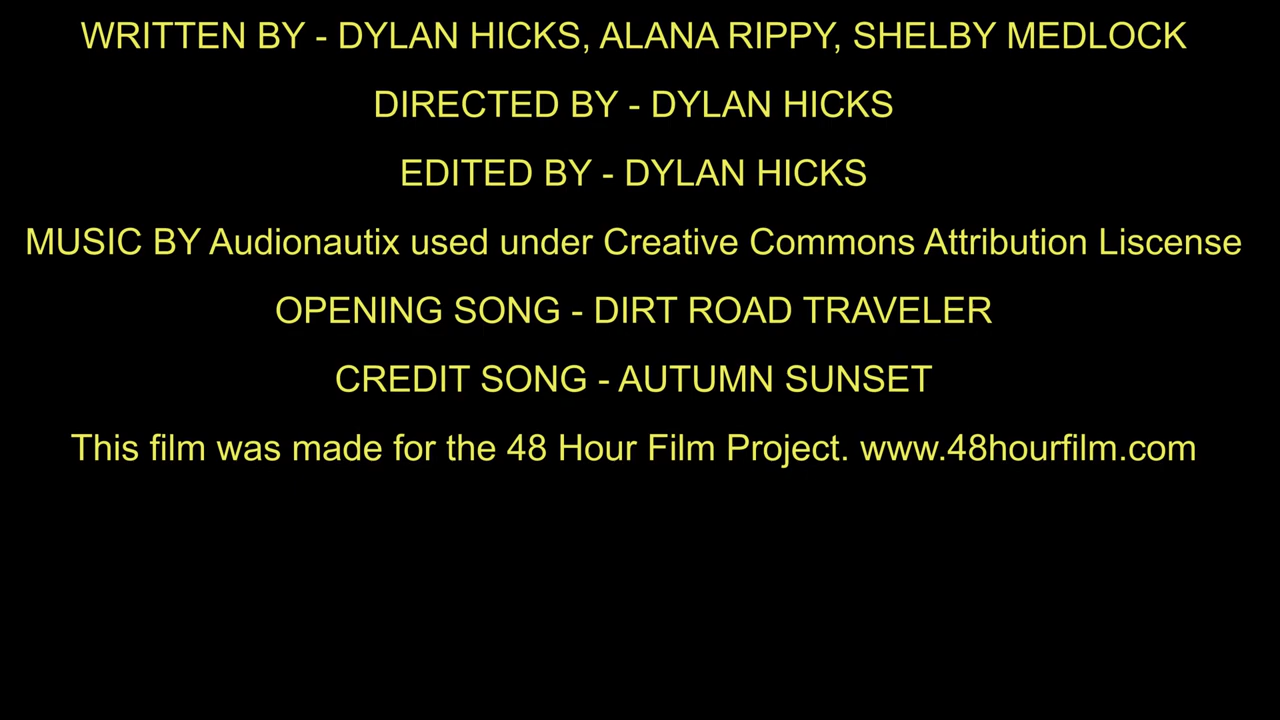 WRITTEN BY - DYLAN HICKS, ALANA RIPPY, SHELBY MEDLOCK
DIRECTED BY - DYLAN HICKS
EDITED BY - DYLAN HICKS
MUSIC BY Audionautix used under Creative Commons Attribution Liscense
OPENING SONG - DIRT ROAD TRAVELER
CREDIT SONG - AUTUMN SUNSET
This film was made for the 48 Hour Film Project. www.48hourfilm.com